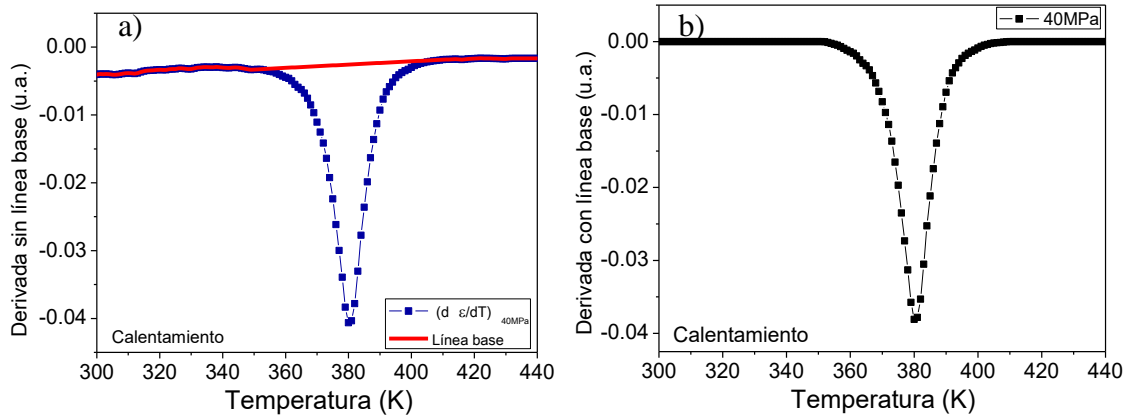 a)
0.00
-0.01
-0.02
-0.03
-0.04
Derivada sin línea base (u.a.)
(d ε/dT) 40MPa
Línea base
Calentamiento
300 320 340 360 380 400 420 440
Temperatura (K)
b)
40MPa
0.00
-0.01
-0.02
-0.03
-0.04
Derivada con línea base (u.a.)
Calentamiento
300 320 340 360 380 400 420 440
Temperatura (K)